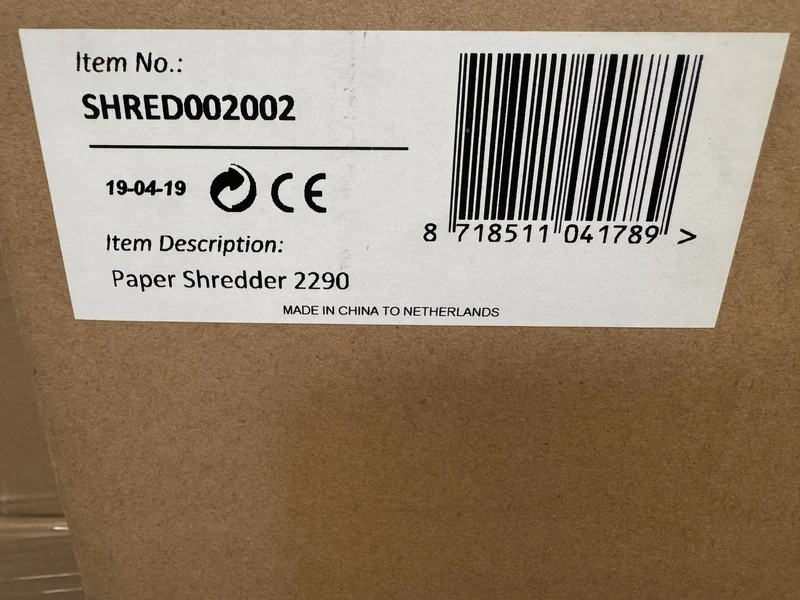 Item No.:
SHRED002002
19-04-19 CE
Item Description:
Paper Shredder 2290
8 718511 041789 >
MADE IN CHINA TO NETHERLANDS